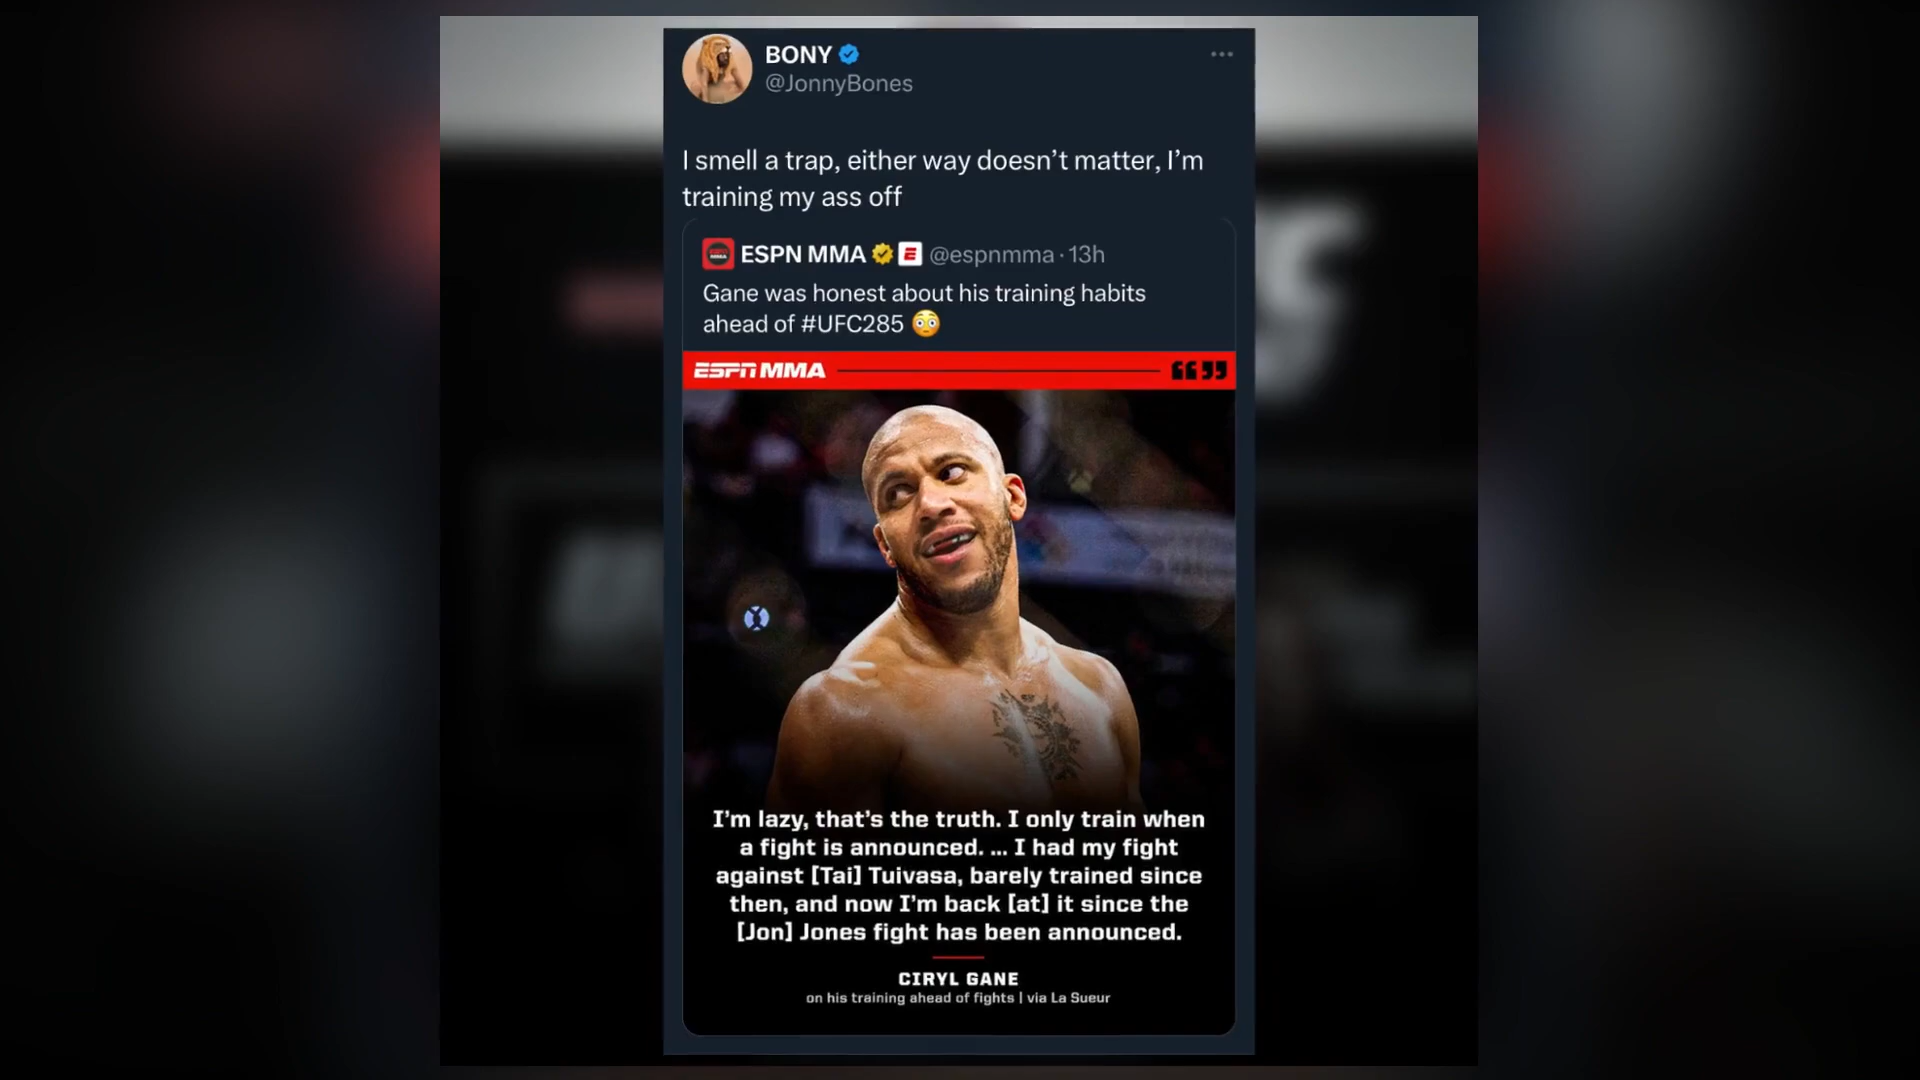 BONY
@JonnyBones
I smell a trap, either way doesn’t matter, I’m
training my ass off
ESPN MMA @espnmma · 13h
Gane was honest about his training habits
ahead of #UFC285 😳
ESPN MMA
I’m lazy, that’s the truth. I only train when
a fight is announced. ... I had my fight
against [Tai] Tuivasa, barely trained since
then, and now I’m back [at] it since the
[Jon] Jones fight has been announced.
CIRYL GANE
on his training ahead of fights | via La Sueur